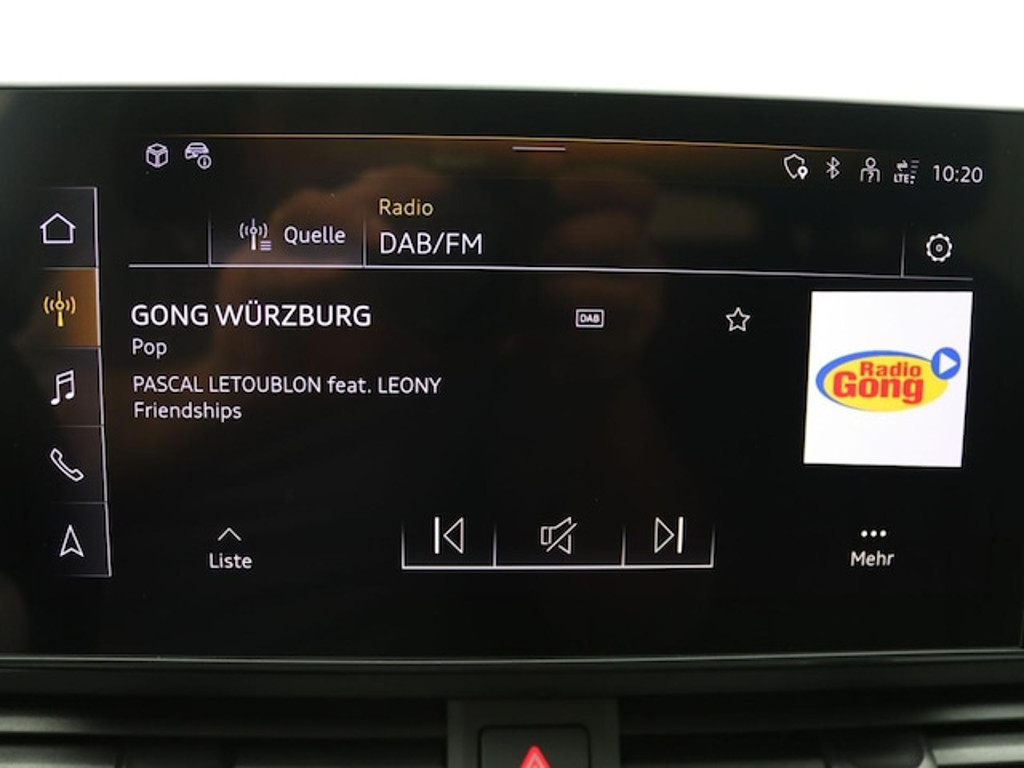 LTE 10:20
Radio
Quelle DAB/FM
GONG WÜRZBURG DAB
Pop
PASCAL LETOUBLON feat. LEONY
Friendships
Radio
Gong
Liste
Mehr